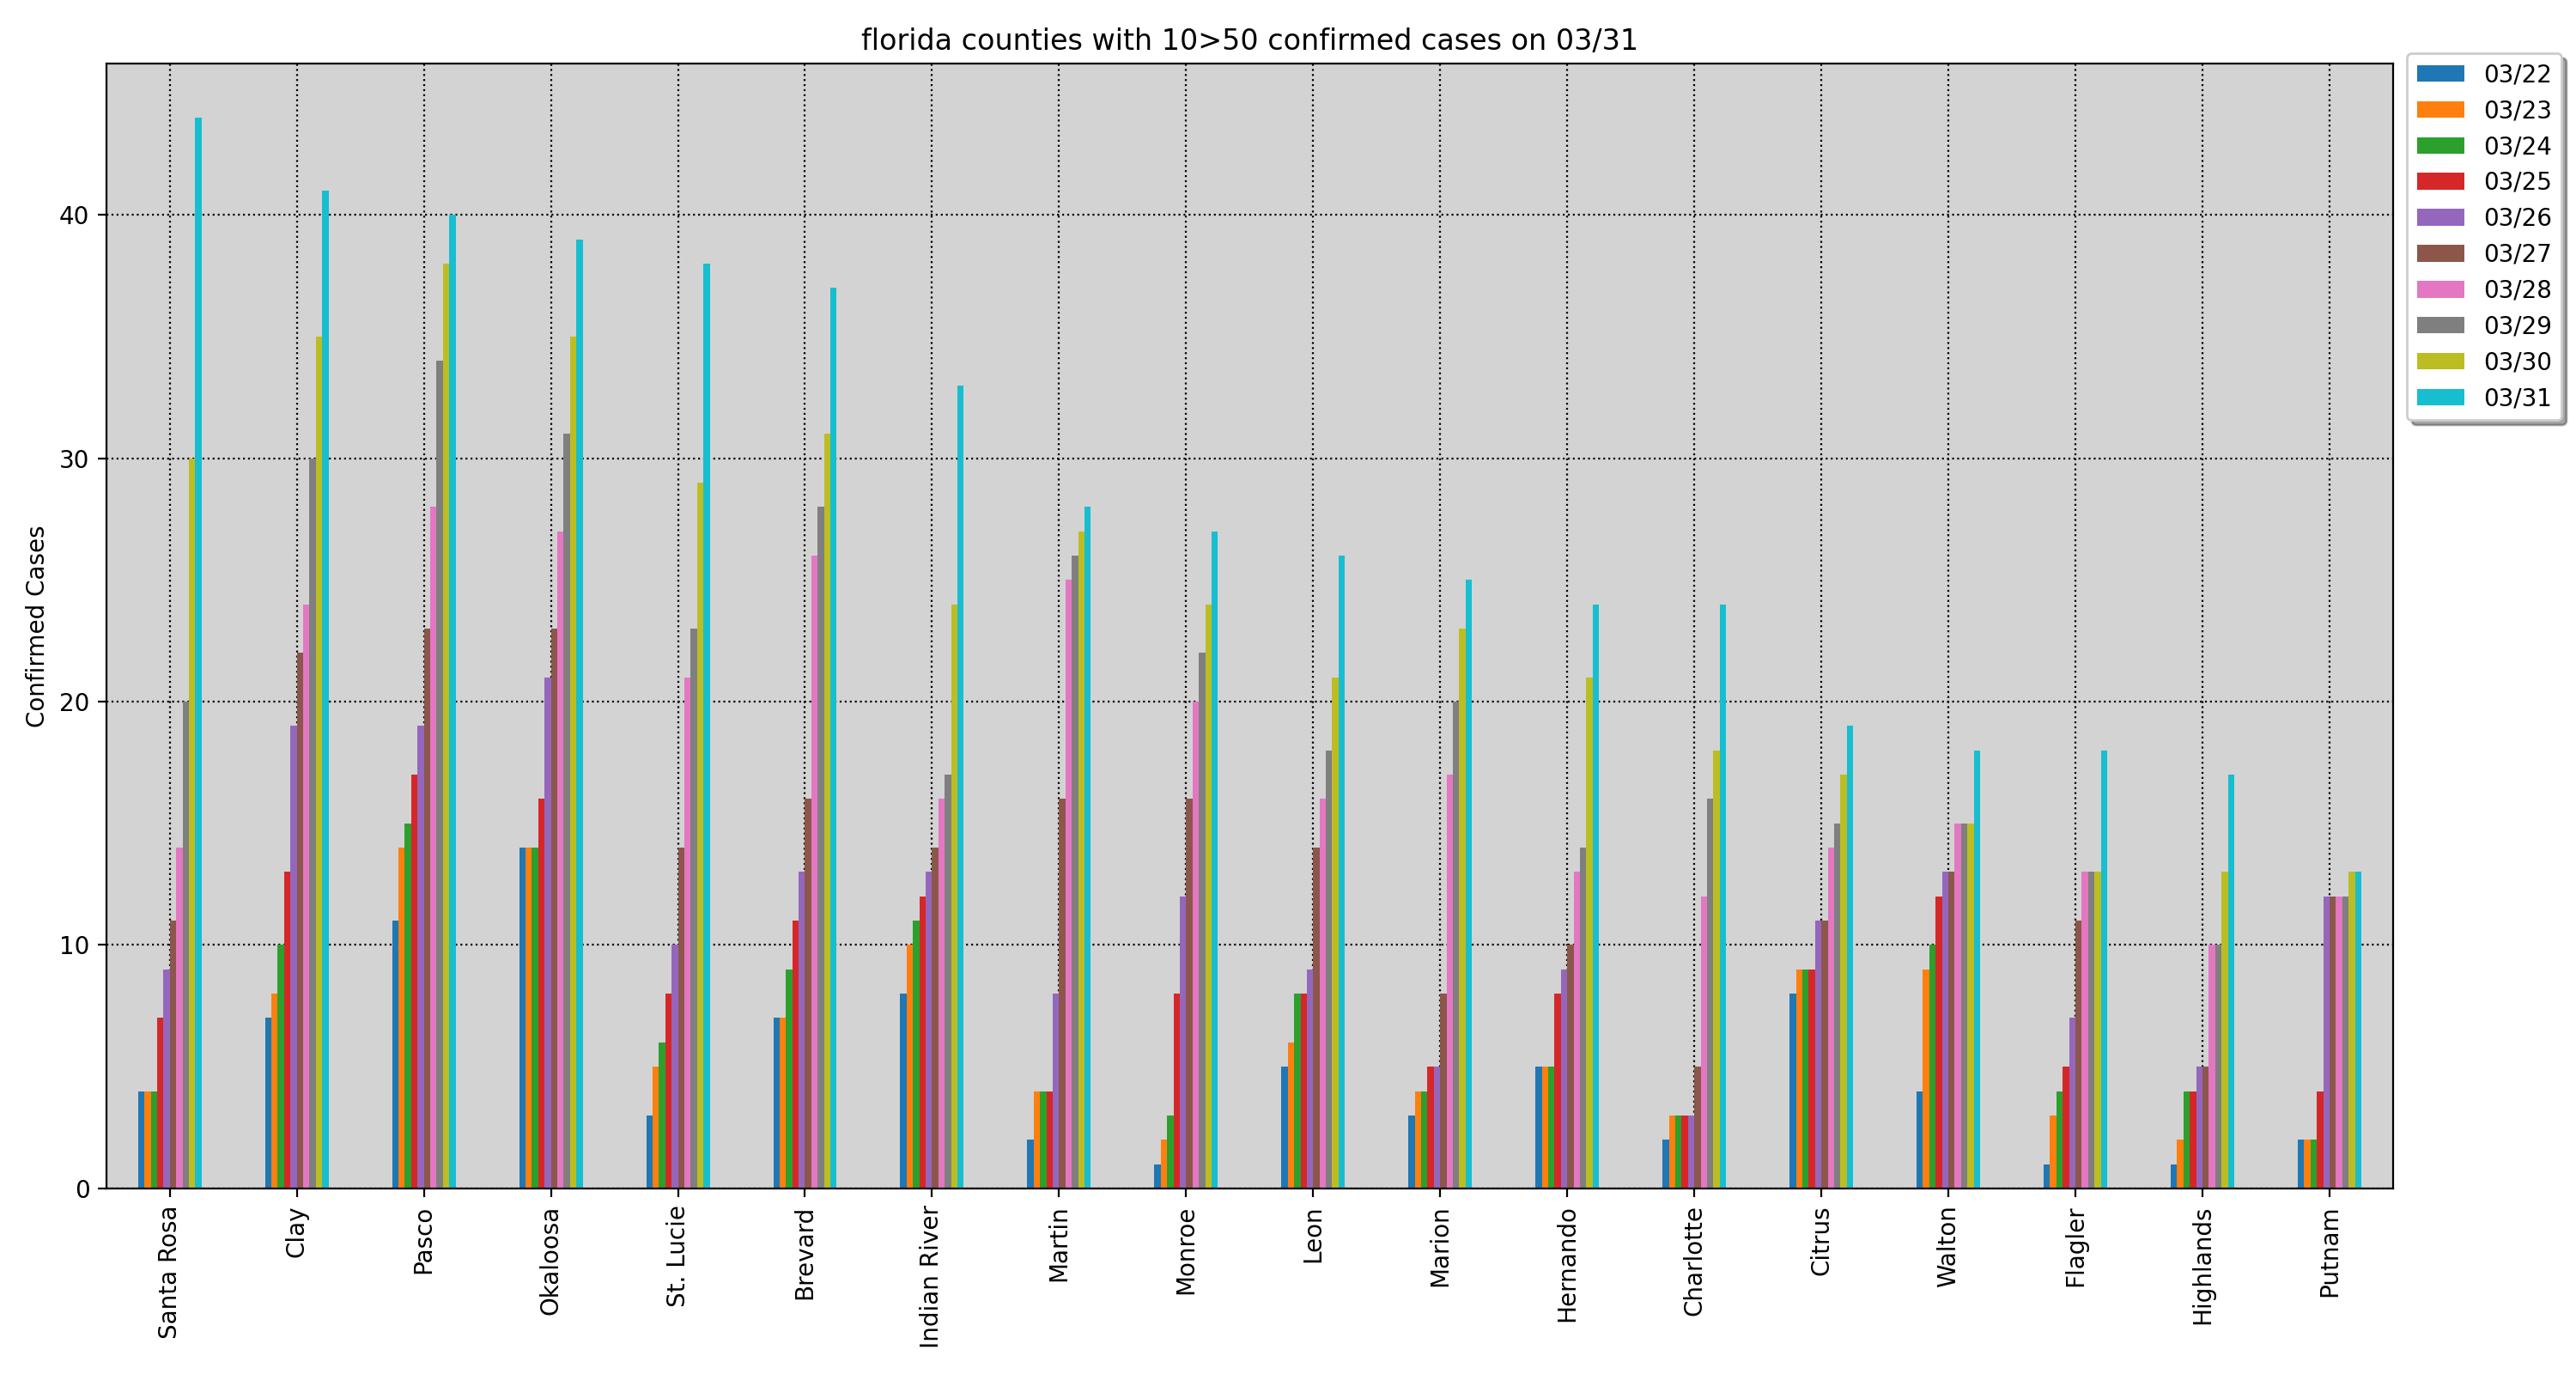 florida counties with 10>50 confirmed cases on 03/31
03/22
03/23
03/24
03/25
03/26
03/27
03/28
03/29
03/30
03/31
Confirmed Cases
40
30
20
10
0
Santa Rosa
Clay
Pasco
Okaloosa
St. Lucie
Brevard
Indian River
Martin
Monroe
Leon
Marion
Hernando
Charlotte
Citrus
Walton
Flagler
Highlands
Putnam